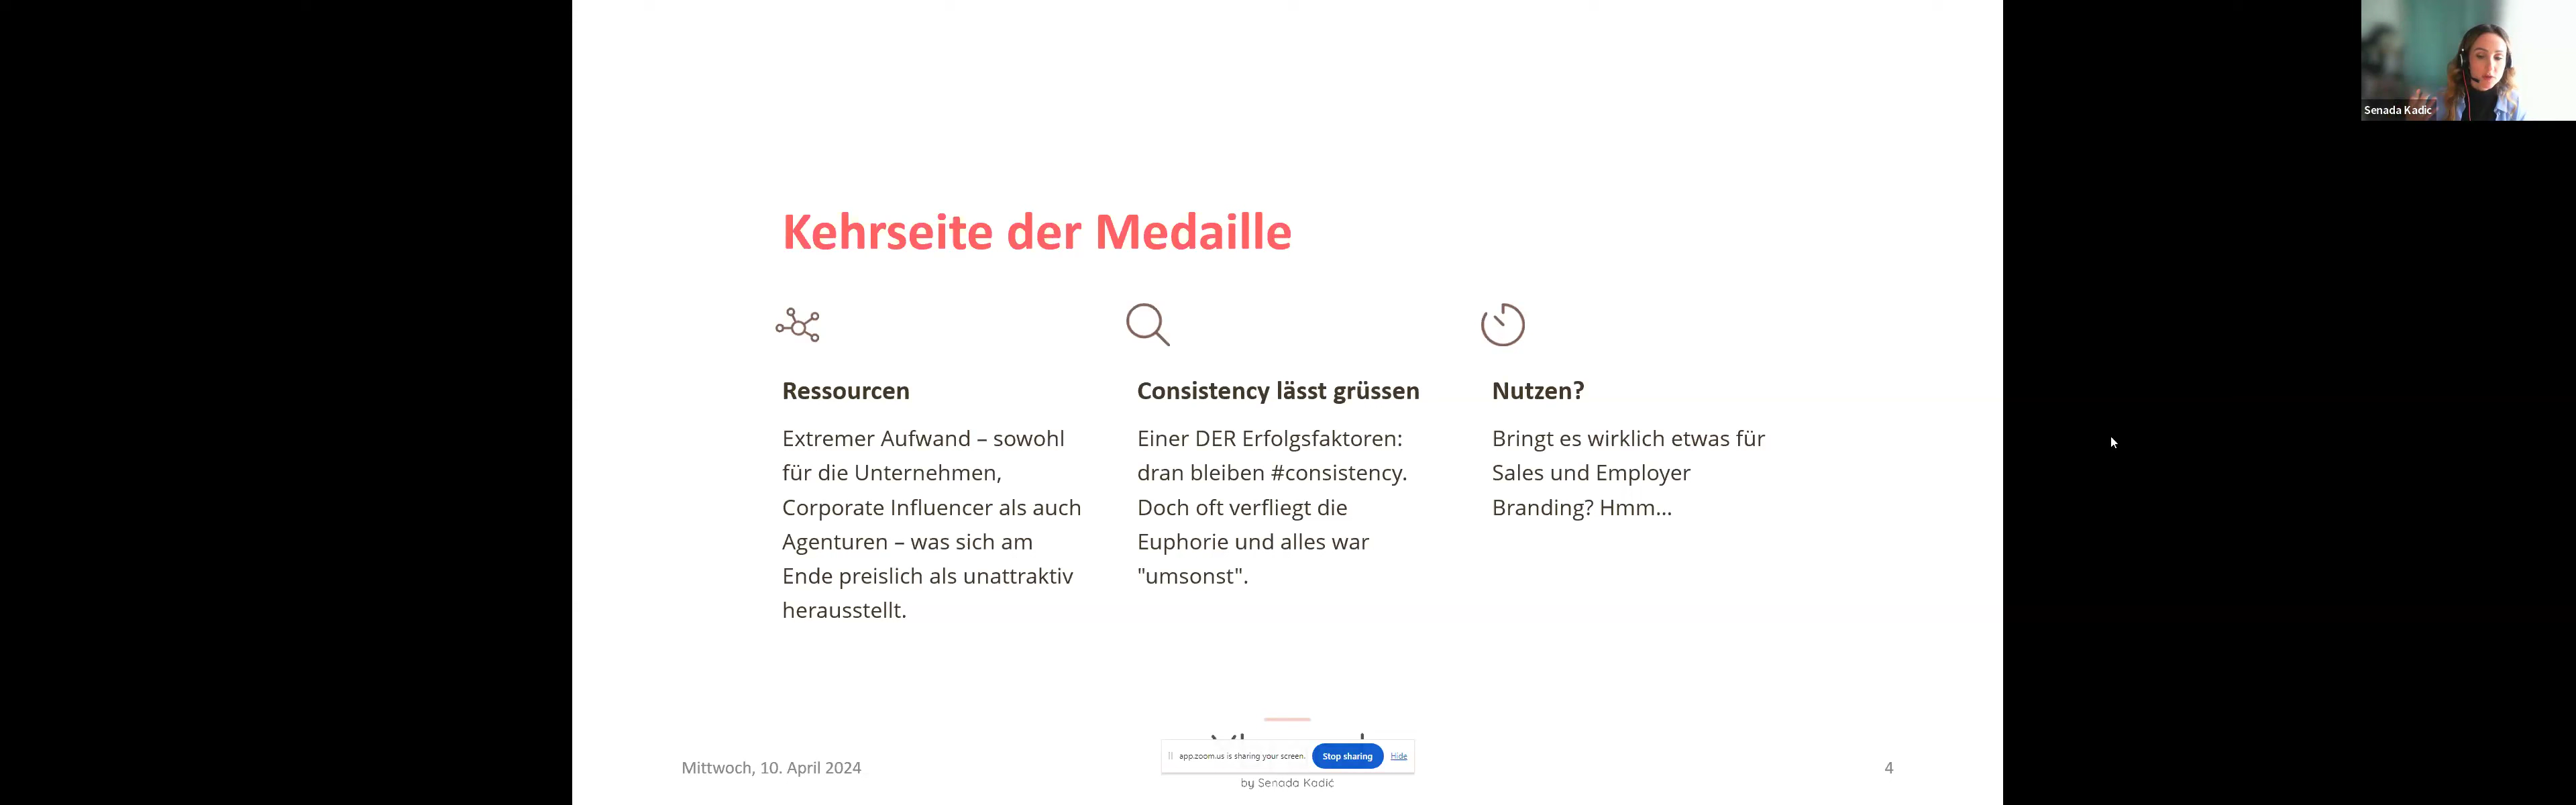 Senada Kadic
Kehrseite der Medaille
Ressourcen
Extremer Aufwand – sowohl
für die Unternehmen,
Corporate Influencer als auch
Agenturen – was sich am
Ende preislich als unattraktiv
herausstellt.
Consistency lässt grüssen
Einer DER Erfolgsfaktoren:
dran bleiben #consistency.
Doch oft verfliegt die
Euphorie und alles war
"umsonst".
Nutzen?
Bringt es wirklich etwas für
Sales und Employer
Branding? Hmm...
Mittwoch, 10. April 2024
app.zoom.us is sharing your screen.
Stop sharing
Hide
by Senada Kadić
4